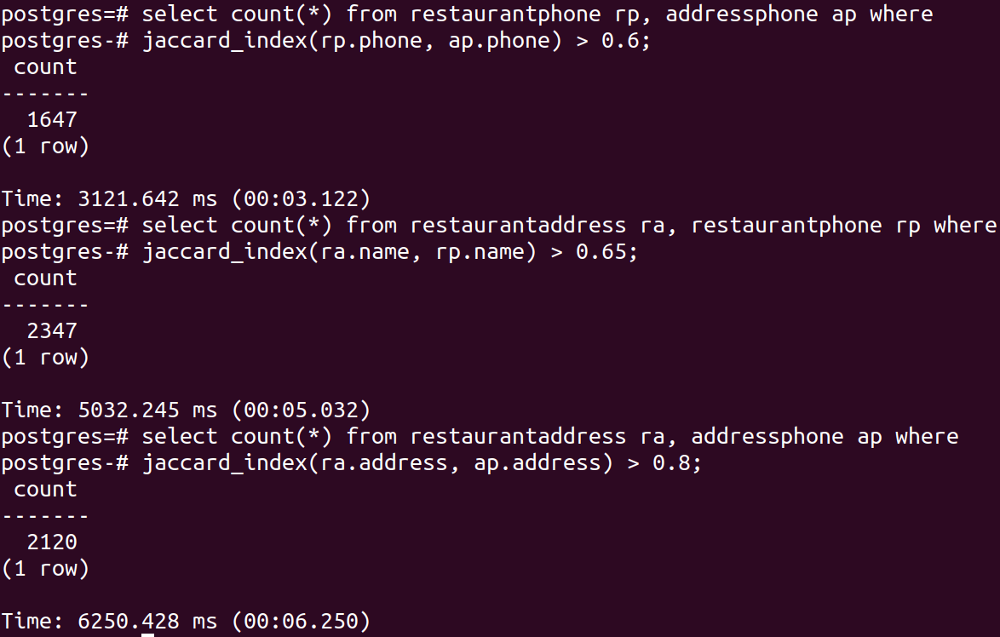 postgres=# select count(*) from restaurantphone rp, addressphone ap where
postgres-# jaccard_index(rp.phone, ap.phone) > 0.6;
 count
-------
  1647
(1 row)

Time: 3121.642 ms (00:03.122)
postgres=# select count(*) from restaurantaddress ra, restaurantphone rp where
postgres-# jaccard_index(ra.name, rp.name) > 0.65;
 count
-------
  2347
(1 row)

Time: 5032.245 ms (00:05.032)
postgres=# select count(*) from restaurantaddress ra, addressphone ap where
postgres-# jaccard_index(ra.address, ap.address) > 0.8;
 count
-------
  2120
(1 row)

Time: 6250.428 ms (00:06.250)